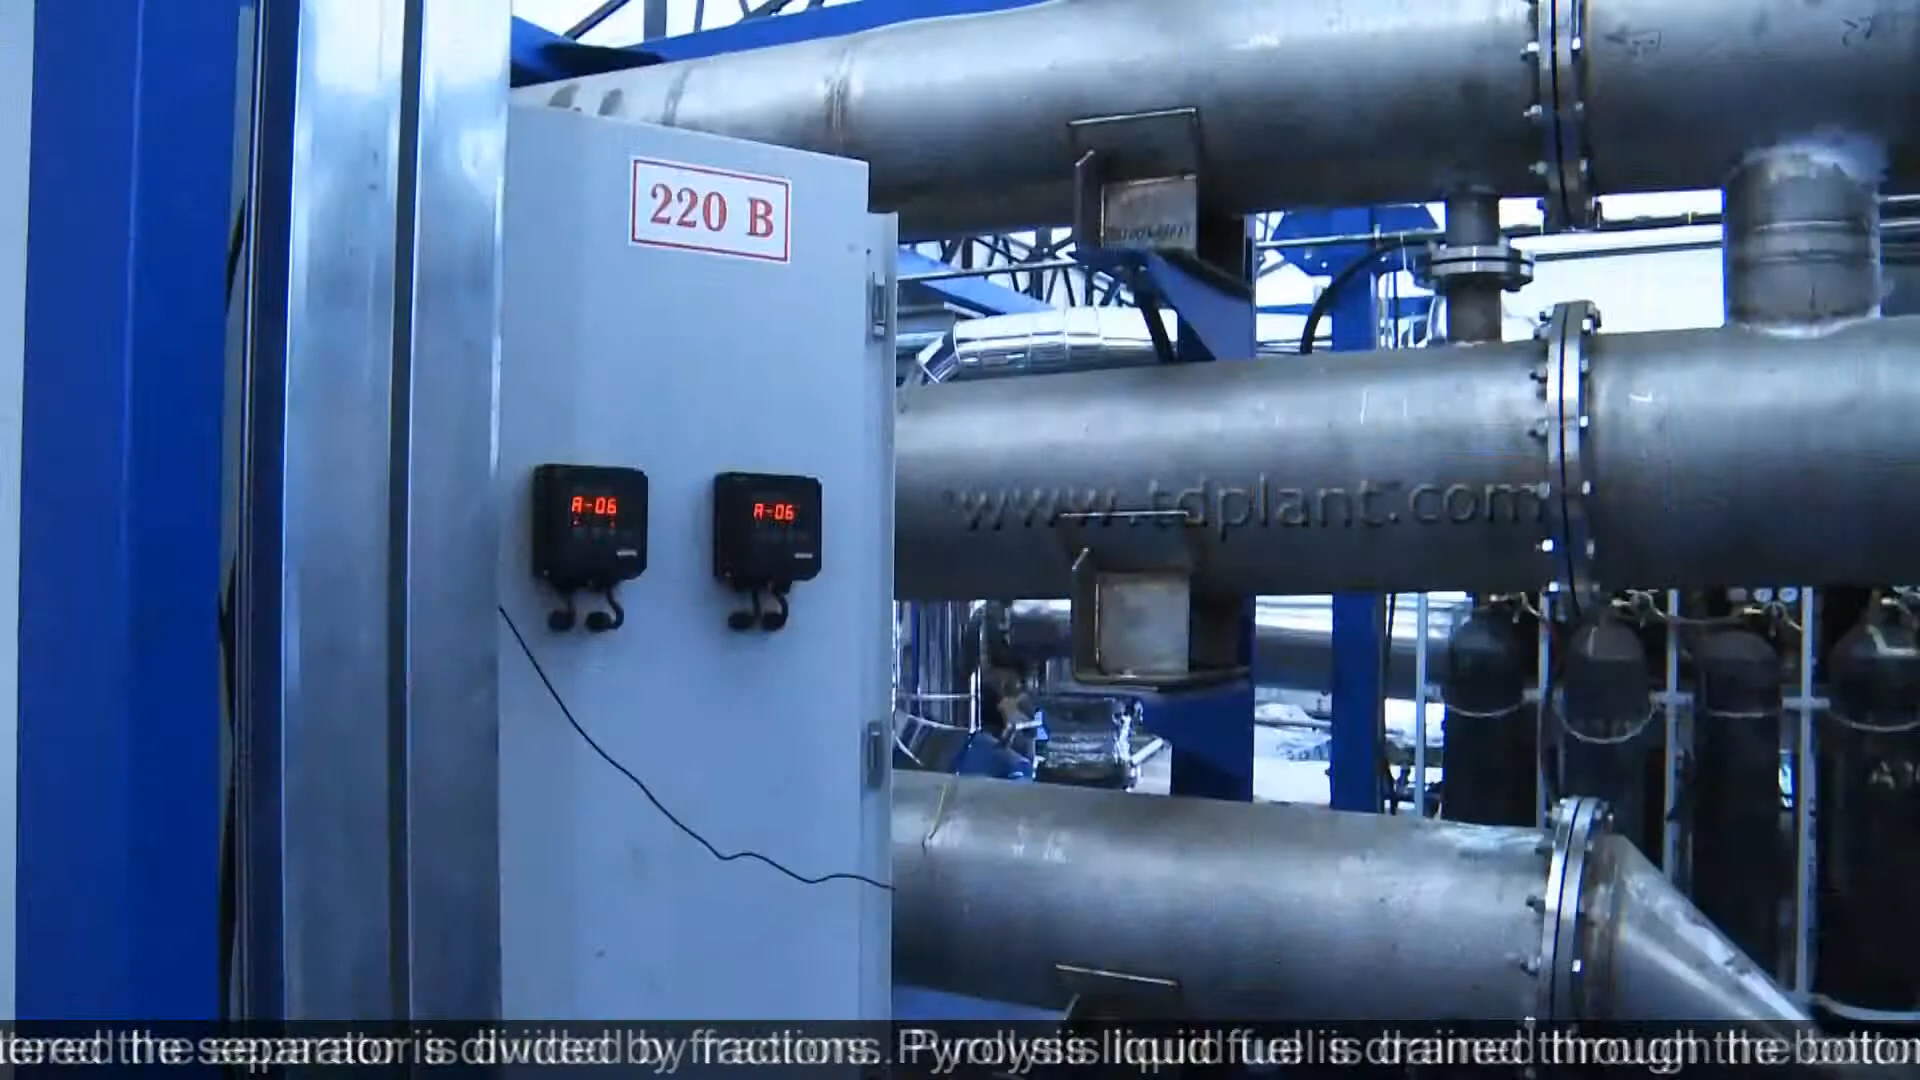 220 В
A-06
A-06
www.tdplant.com
the separator is divided by fractions. Pyrolysis liquid fuel is drained through the